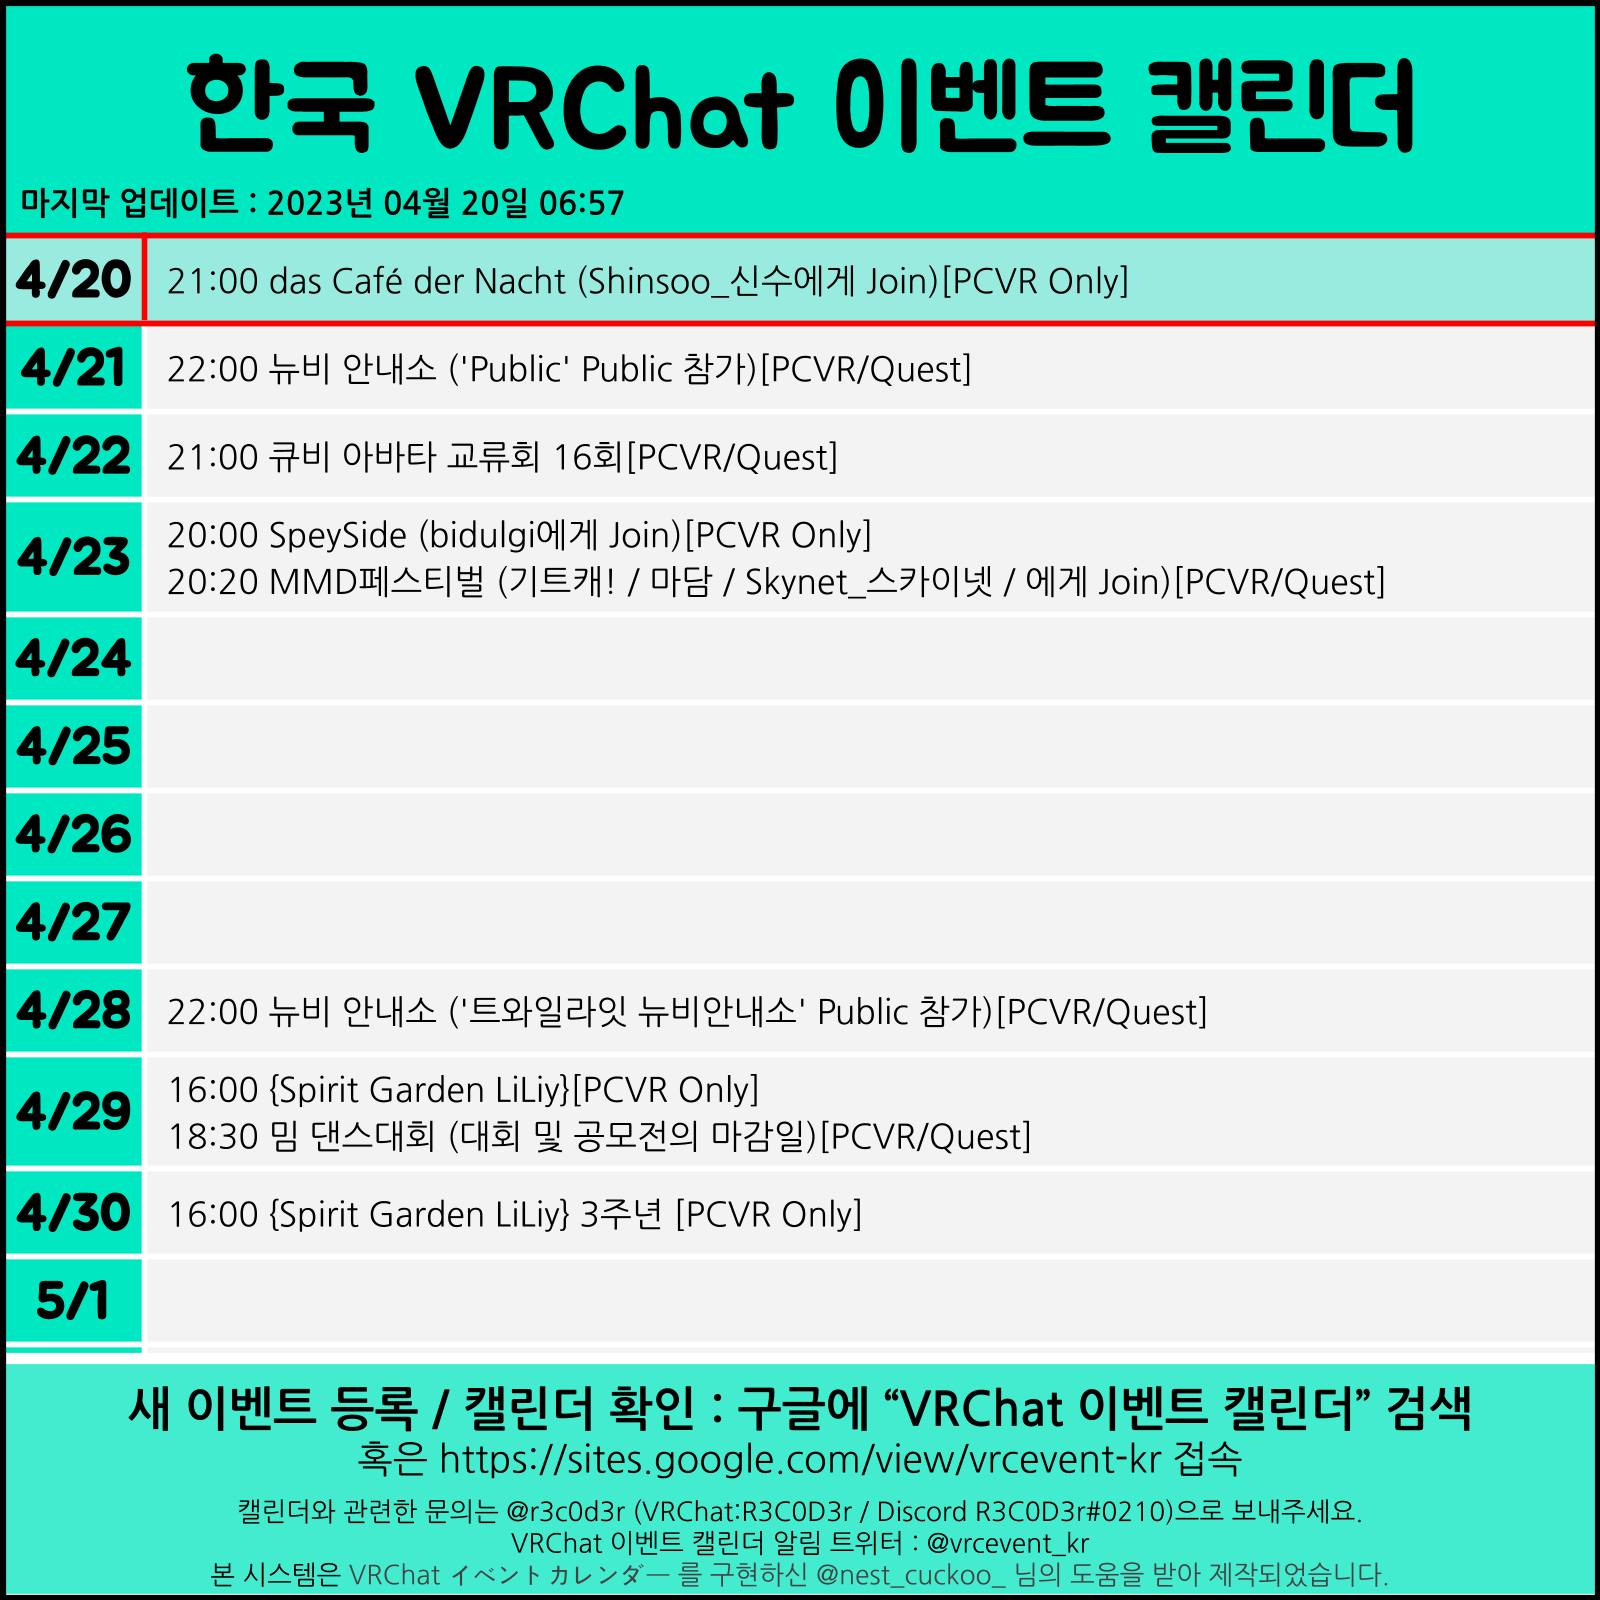 한국 VRChat 이벤트 캘린더
마지막 업데이트 : 2023년 04월 20일 06:57
4/20 21:00 das Café der Nacht (Shinsoo_신수에게 Join)[PCVR Only]
4/21 22:00 뉴비 안내소 ('Public' Public 참가)[PCVR/Quest]
4/22 21:00 큐비 아바타 교류회 16회[PCVR/Quest]
4/23 20:00 SpeySide (bidulgi에게 Join)[PCVR Only]
20:20 MMD페스티벌 (기트캐! / 마담 / Skynet_스카이넷 / 에게 Join)[PCVR/Quest]
4/24
4/25
4/26
4/27
4/28 22:00 뉴비 안내소 ('트와일라잇 뉴비안내소' Public 참가)[PCVR/Quest]
4/29 16:00 {Spirit Garden LiLiy}[PCVR Only]
18:30 밈 댄스대회 (대회 및 공모전의 마감일)[PCVR/Quest]
4/30 16:00 {Spirit Garden LiLiy} 3주년 [PCVR Only]
5/1
새 이벤트 등록 / 캘린더 확인 : 구글에 “VRChat 이벤트 캘린더” 검색
혹은 https://sites.google.com/view/vrcevent-kr 접속
캘린더와 관련한 문의는 @r3c0d3r (VRChat:R3C0D3r / Discord R3C0D3r#0210)으로 보내주세요.
VRChat 이벤트 캘린더 알림 트위터 : @vrcevent_kr
본 시스템은 VRChat イベントカレンダー 를 구현하신 @nest_cuckoo_ 님의 도움을 받아 제작되었습니다.